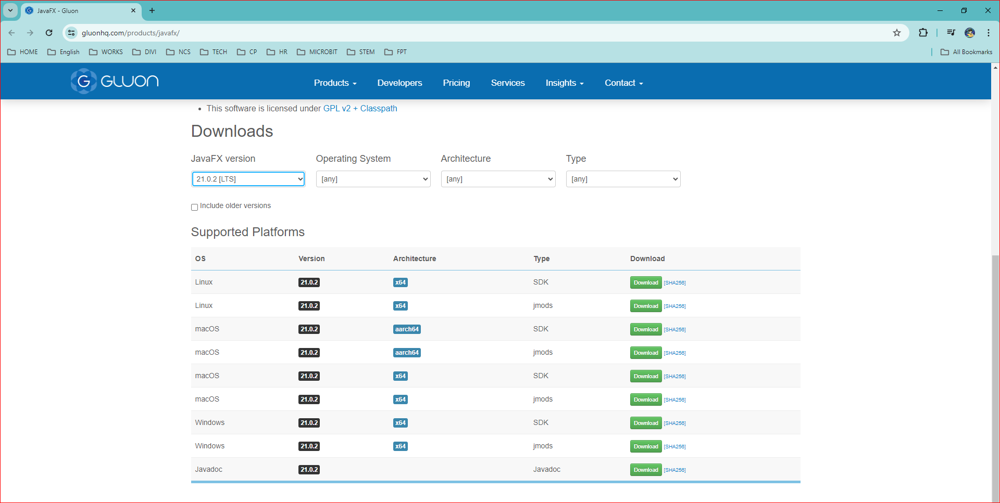 JavaFX - Gluon
gluonhq.com/products/javafx/
HOME English WORKS DIVI NCS TECH CP HR MICROBIT STEM FPT All Bookmarks
G GLUON Products Developers Pricing Services Insights Contact
• This software is licensed under GPL v2 + Classpath
Downloads
JavaFX version Operating System Architecture Type
21.0.2 [LTS] [any] [any] [any]
Include older versions
Supported Platforms
OS Version Architecture Type Download
Linux 21.0.2 x64 SDK Download [SHA256]
Linux 21.0.2 x64 jmods Download [SHA256]
macOS 21.0.2 aarch64 SDK Download [SHA256]
macOS 21.0.2 aarch64 jmods Download [SHA256]
macOS 21.0.2 x64 SDK Download [SHA256]
macOS 21.0.2 x64 jmods Download [SHA256]
Windows 21.0.2 x64 SDK Download [SHA256]
Windows 21.0.2 x64 jmods Download [SHA256]
Javadoc 21.0.2 Javadoc Download [SHA256]